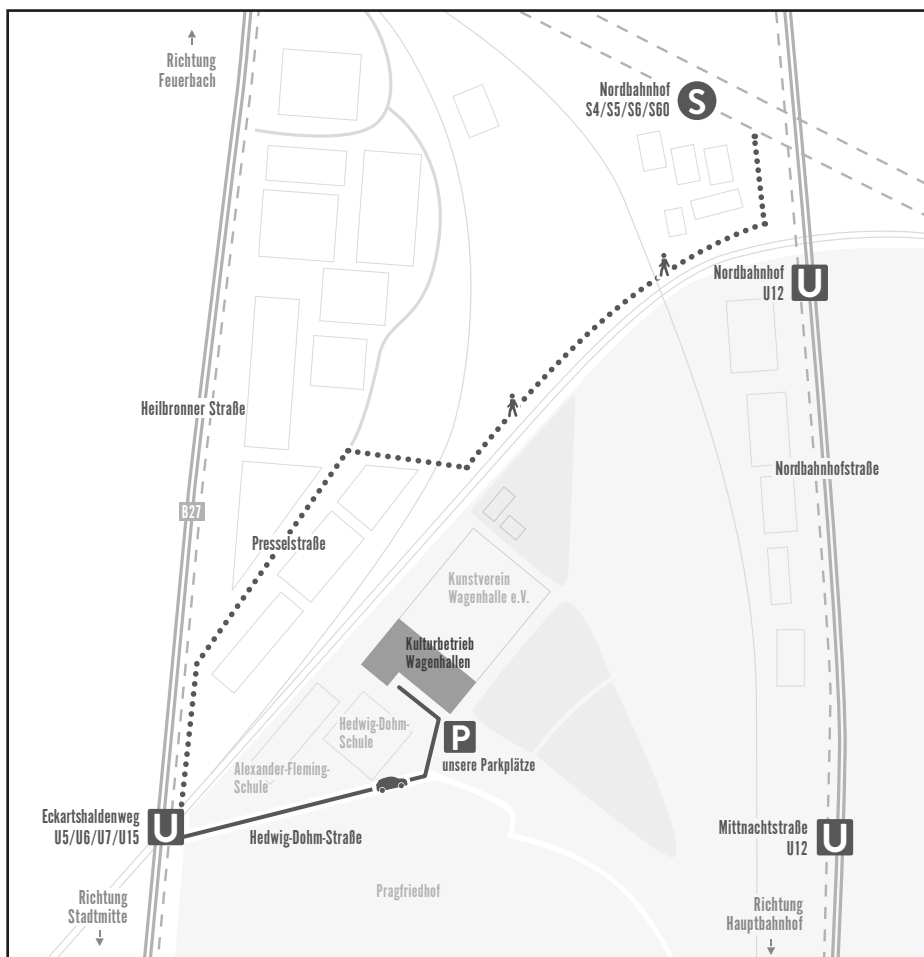 Richtung
Feuerbach
Nordbahnhof
S4/S5/S6/S60
S
Nordbahnhof
U12
U
Heilbronner Straße
Nordbahnhofstraße
B27
Presselstraße
Kunstverein
Wagenhalle e.V.
Kulturbetrieb
Wagenhallen
Hedwig-Dohm-
Schule
P
unsere Parkplätze
Alexander-Fleming-
Schule
Eckartshaldenweg
U5/U6/U7/U15
U
Hedwig-Dohm-Straße
Mittnachtstraße
U12
U
Richtung
Stadtmitte
Pragfriedhof
Richtung
Hauptbahnhof